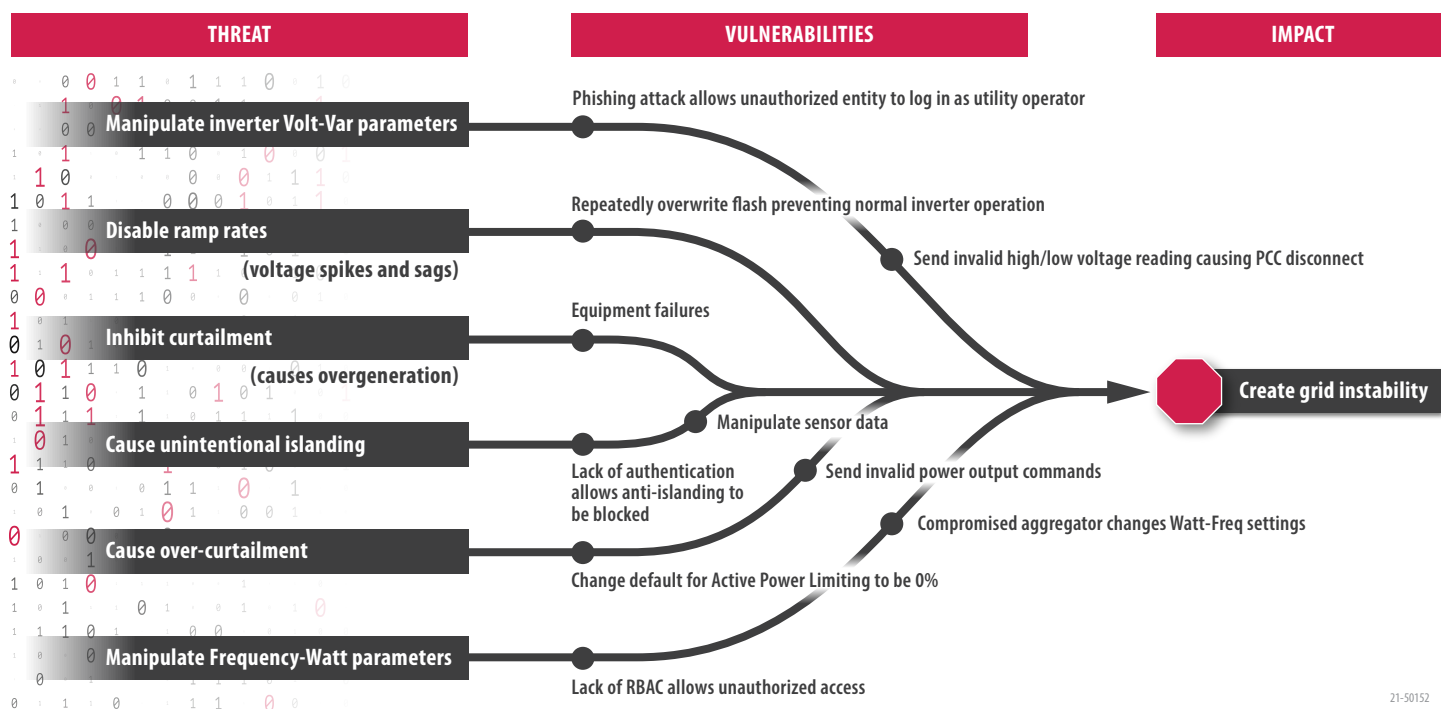 THREAT
VULNERABILITIES
IMPACT
Manipulate inverter Volt-Var parameters
Phishing attack allows unauthorized entity to log in as utility operator
Disable ramp rates
(voltage spikes and sags)
Repeatedly overwrite flash preventing normal inverter operation
Send invalid high/low voltage reading causing PCC disconnect
Inhibit curtailment
(causes overgeneration)
Equipment failures
Create grid instability
Cause unintentional islanding
Manipulate sensor data
Lack of authentication
allows anti-islanding to
be blocked
Send invalid power output commands
Cause over-curtailment
Compromised aggregator changes Watt-Freq settings
Change default for Active Power Limiting to be 0%
Manipulate Frequency-Watt parameters
Lack of RBAC allows unauthorized access
21-50152